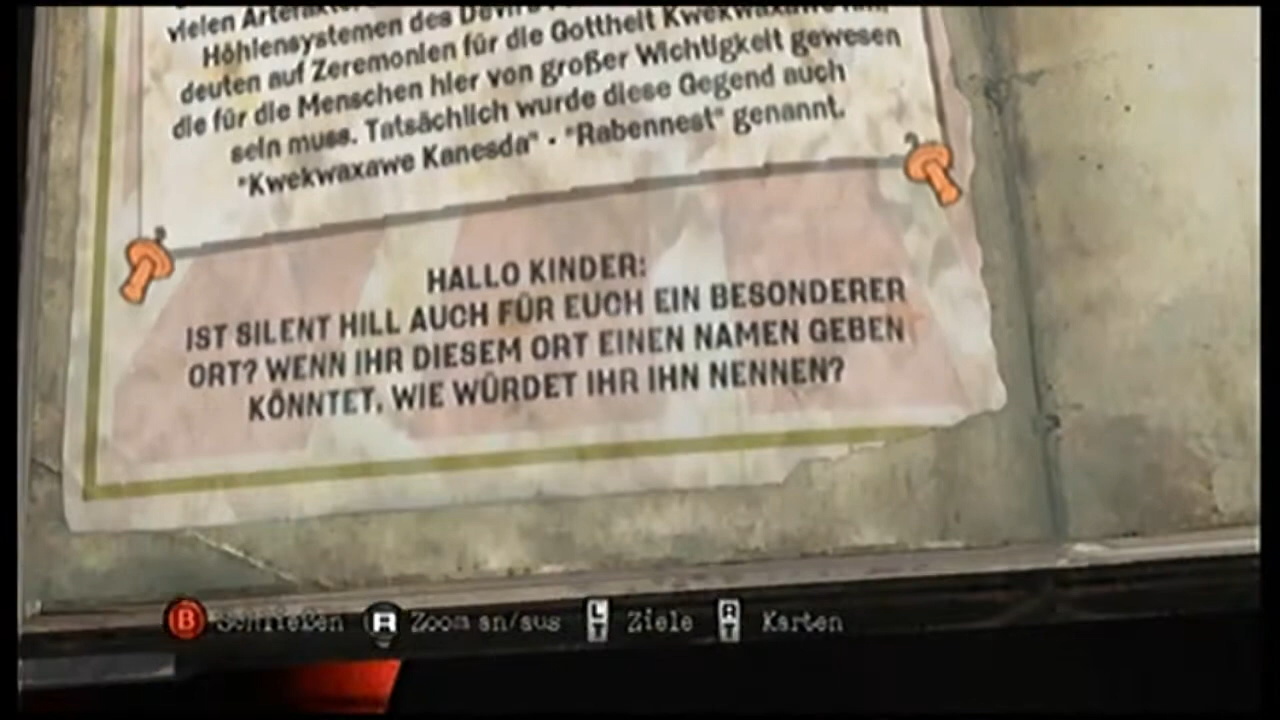 vielen
Höhlensystemen des
deuten auf Zeremonien für die Gottheit Kwekwaxawe hin,
die für die Menschen hier von großer Wichtigkeit gewesen
sein muss. Tatsächlich wurde diese Gegend auch
"Kwekwaxawe Kanesda" - "Rabennest" genannt.
HALLO KINDER:
IST SILENT HILL AUCH FÜR EUCH EIN BESONDERER
ORT? WENN IHR DIESEM ORT EINEN NAMEN GEBEN
KÖNNTET, WIE WÜRDET IHR IHN NENNEN?
B Schließen R Zoom an/aus LT Ziele RT Karten